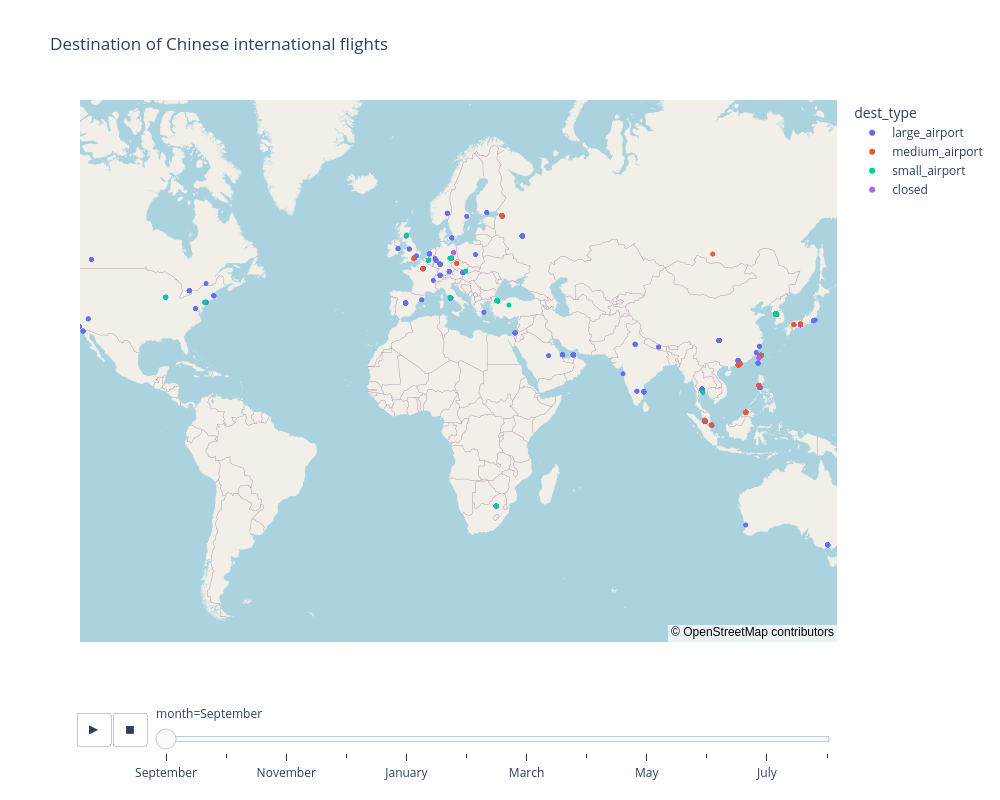 Destination of Chinese international flights
dest_type
large_airport
medium_airport
small_airport
closed
© OpenStreetMap contributors
month=September
September
November
January
March
May
July